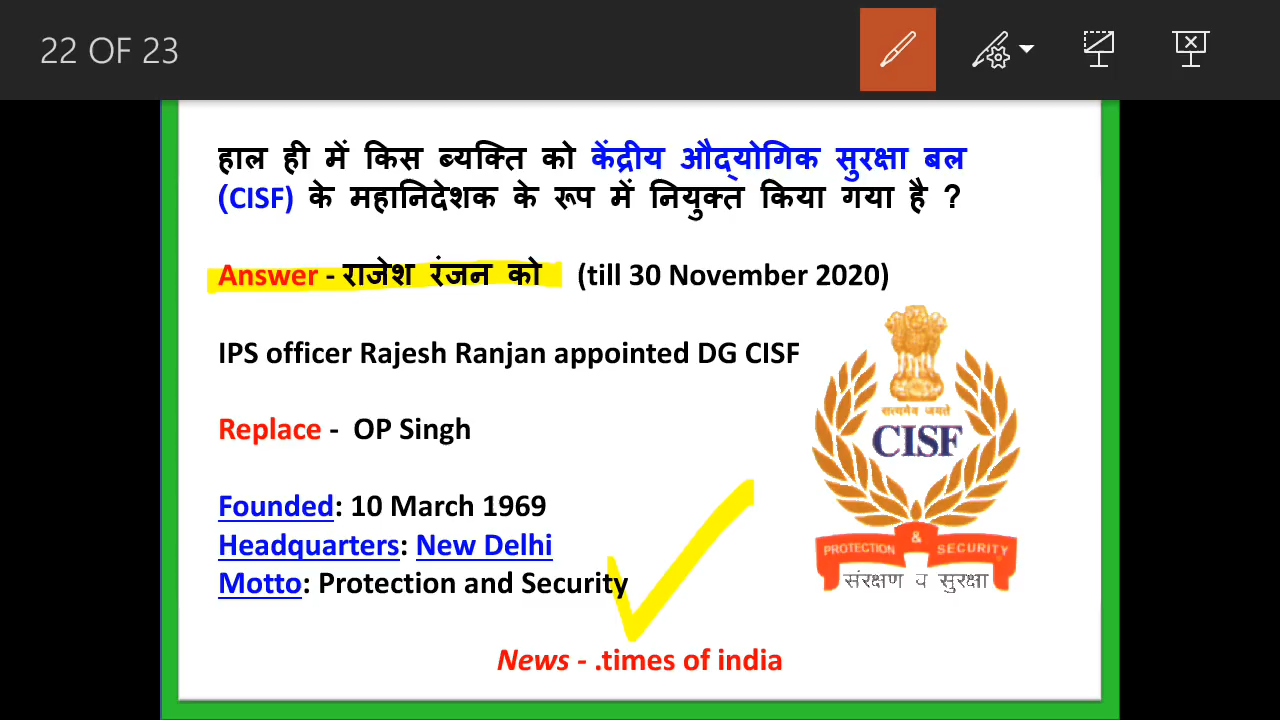 22 OF 23
हाल ही में किस ब्यक्ति को केंद्रीय औद्योगिक सुरक्षा बल
(CISF) के महानिदेशक के रूप में नियुक्त किया गया है ?
Answer - राजेश रंजन को (till 30 November 2020)
IPS officer Rajesh Ranjan appointed DG CISF
Replace - OP Singh
Founded: 10 March 1969
Headquarters: New Delhi
Motto: Protection and Security
सत्यमेव जयते
CISF
PROTECTION & SECURITY
संरक्षण व सुरक्षा
News - .times of india